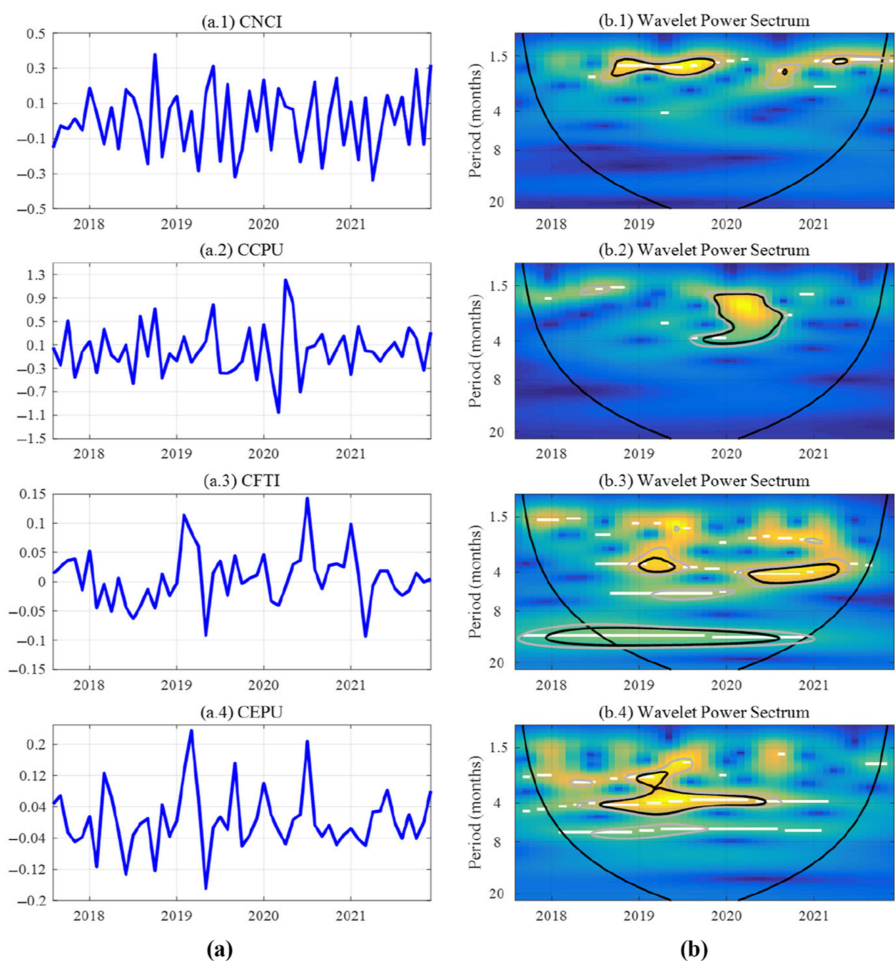 (a.1) CNCI
0.5
0.3
0.1
−0.1
−0.3
−0.5
2018 2019 2020 2021
(b.1) Wavelet Power Sectrum
Period (months)
1.5
4
8
20
2018 2019 2020 2021
(a.2) CCPU
1.3
0.9
0.5
0.1
−0.3
−0.7
−1.1
−1.5
2018 2019 2020 2021
(b.2) Wavelet Power Sectrum
Period (months)
1.5
4
8
20
2018 2019 2020 2021
(a.3) CFTI
0.15
0.1
0.05
0
−0.05
−0.1
−0.15
2018 2019 2020 2021
(b.3) Wavelet Power Sectrum
Period (months)
1.5
4
8
20
2018 2019 2020 2021
(a.4) CEPU
0.2
0.12
0.04
−0.04
−0.12
−0.2
2018 2019 2020 2021
(b.4) Wavelet Power Sectrum
Period (months)
1.5
4
8
20
2018 2019 2020 2021
(a) (b)